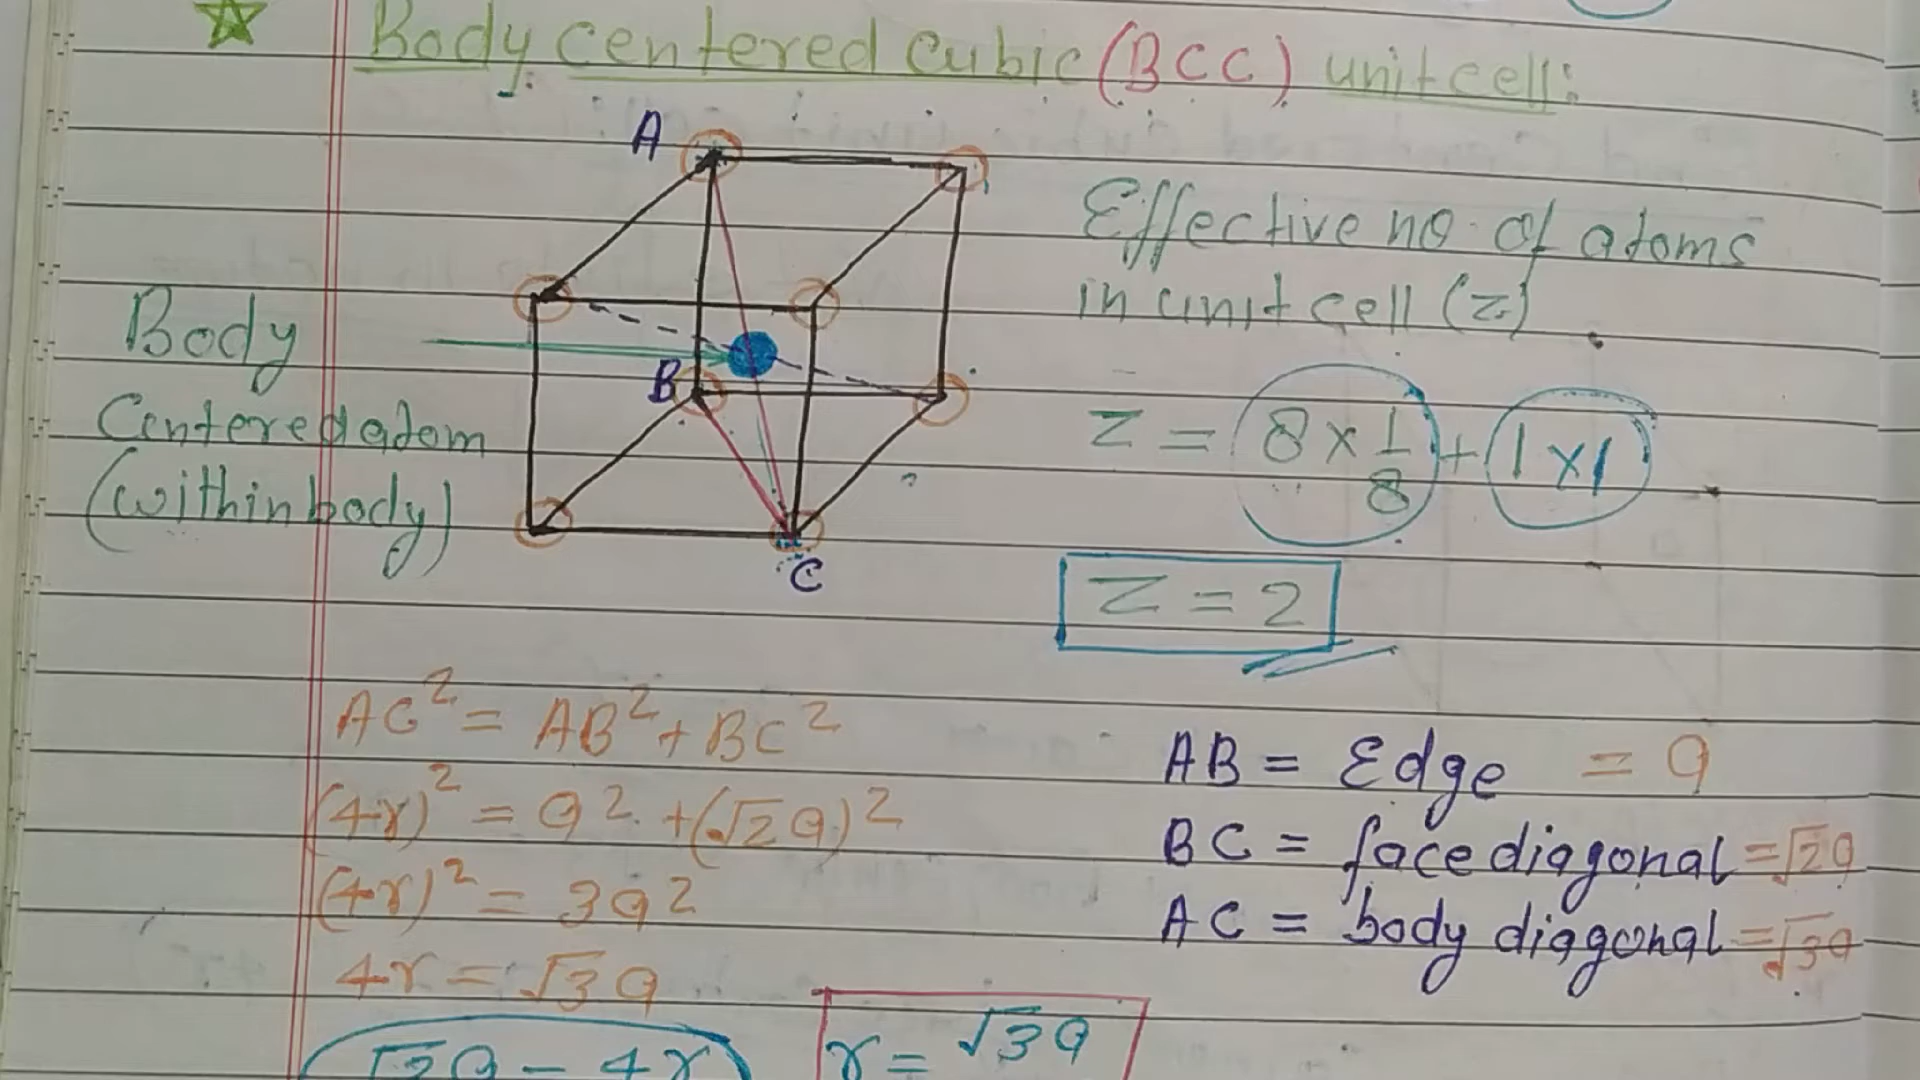 Body centered cubic (BCC) unit cell:
A
B
C
Body
Centered atom
(within body)
Effective no. of atoms
in unit cell (z)
Z = 8 × 1/8 + 1 × 1
Z = 2
AC² = AB² + BC²
(4r)² = a² + (√2a)²
(4r)² = 3a²
4r = √3a
AB = Edge = a
BC = face diagonal = √2a
AC = body diagonal = √3a
r = √3a